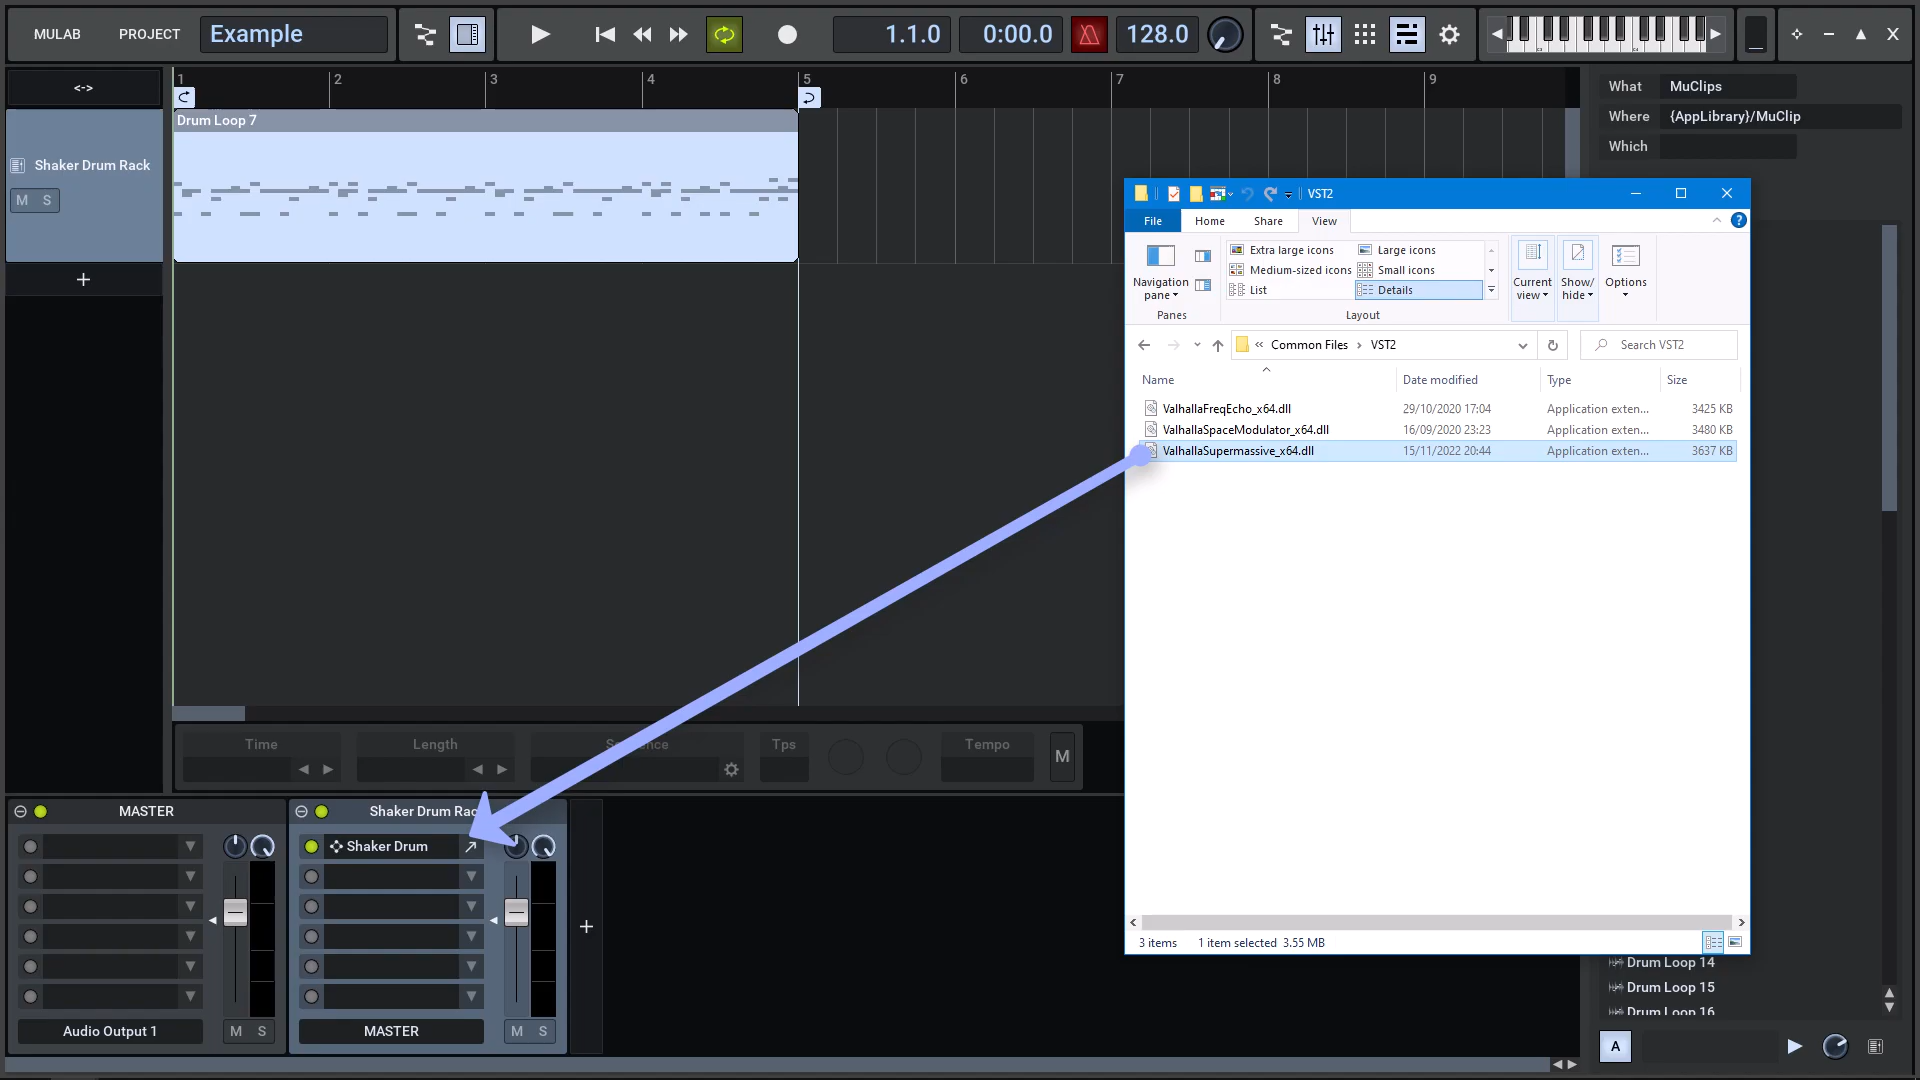 MULAB
PROJECT
Example
1.1.0
0:00.0
128.0
<->
1
2
3
4
5
6
7
8
9
What
MuClips
Where
{AppLibrary}/MuClip
Which
Drum Loop 7
Shaker Drum Rack
M S
+
VST2
File
Home
Share
View
Extra large icons
Large icons
Medium-sized icons
Small icons
List
Details
Navigation
pane
Current
view
Show/
hide
Options
Panes
Layout
Common Files
VST2
Search VST2
Name
Date modified
Type
Size
ValhallaFreqEcho_x64.dll
29/10/2020 17:04
Application exten...
3425 KB
ValhallaSpaceModulator_x64.dll
16/09/2020 23:23
Application exten...
3480 KB
ValhallaSupermassive_x64.dll
15/11/2022 20:44
Application exten...
3637 KB
3 items
1 item selected 3.55 MB
Time
Length
Tps
Tempo
M
MASTER
Shaker Drum Rac
Shaker Drum
+
Audio Output 1
M S
MASTER
M S
Drum Loop 14
Drum Loop 15
Drum Loop 16
A